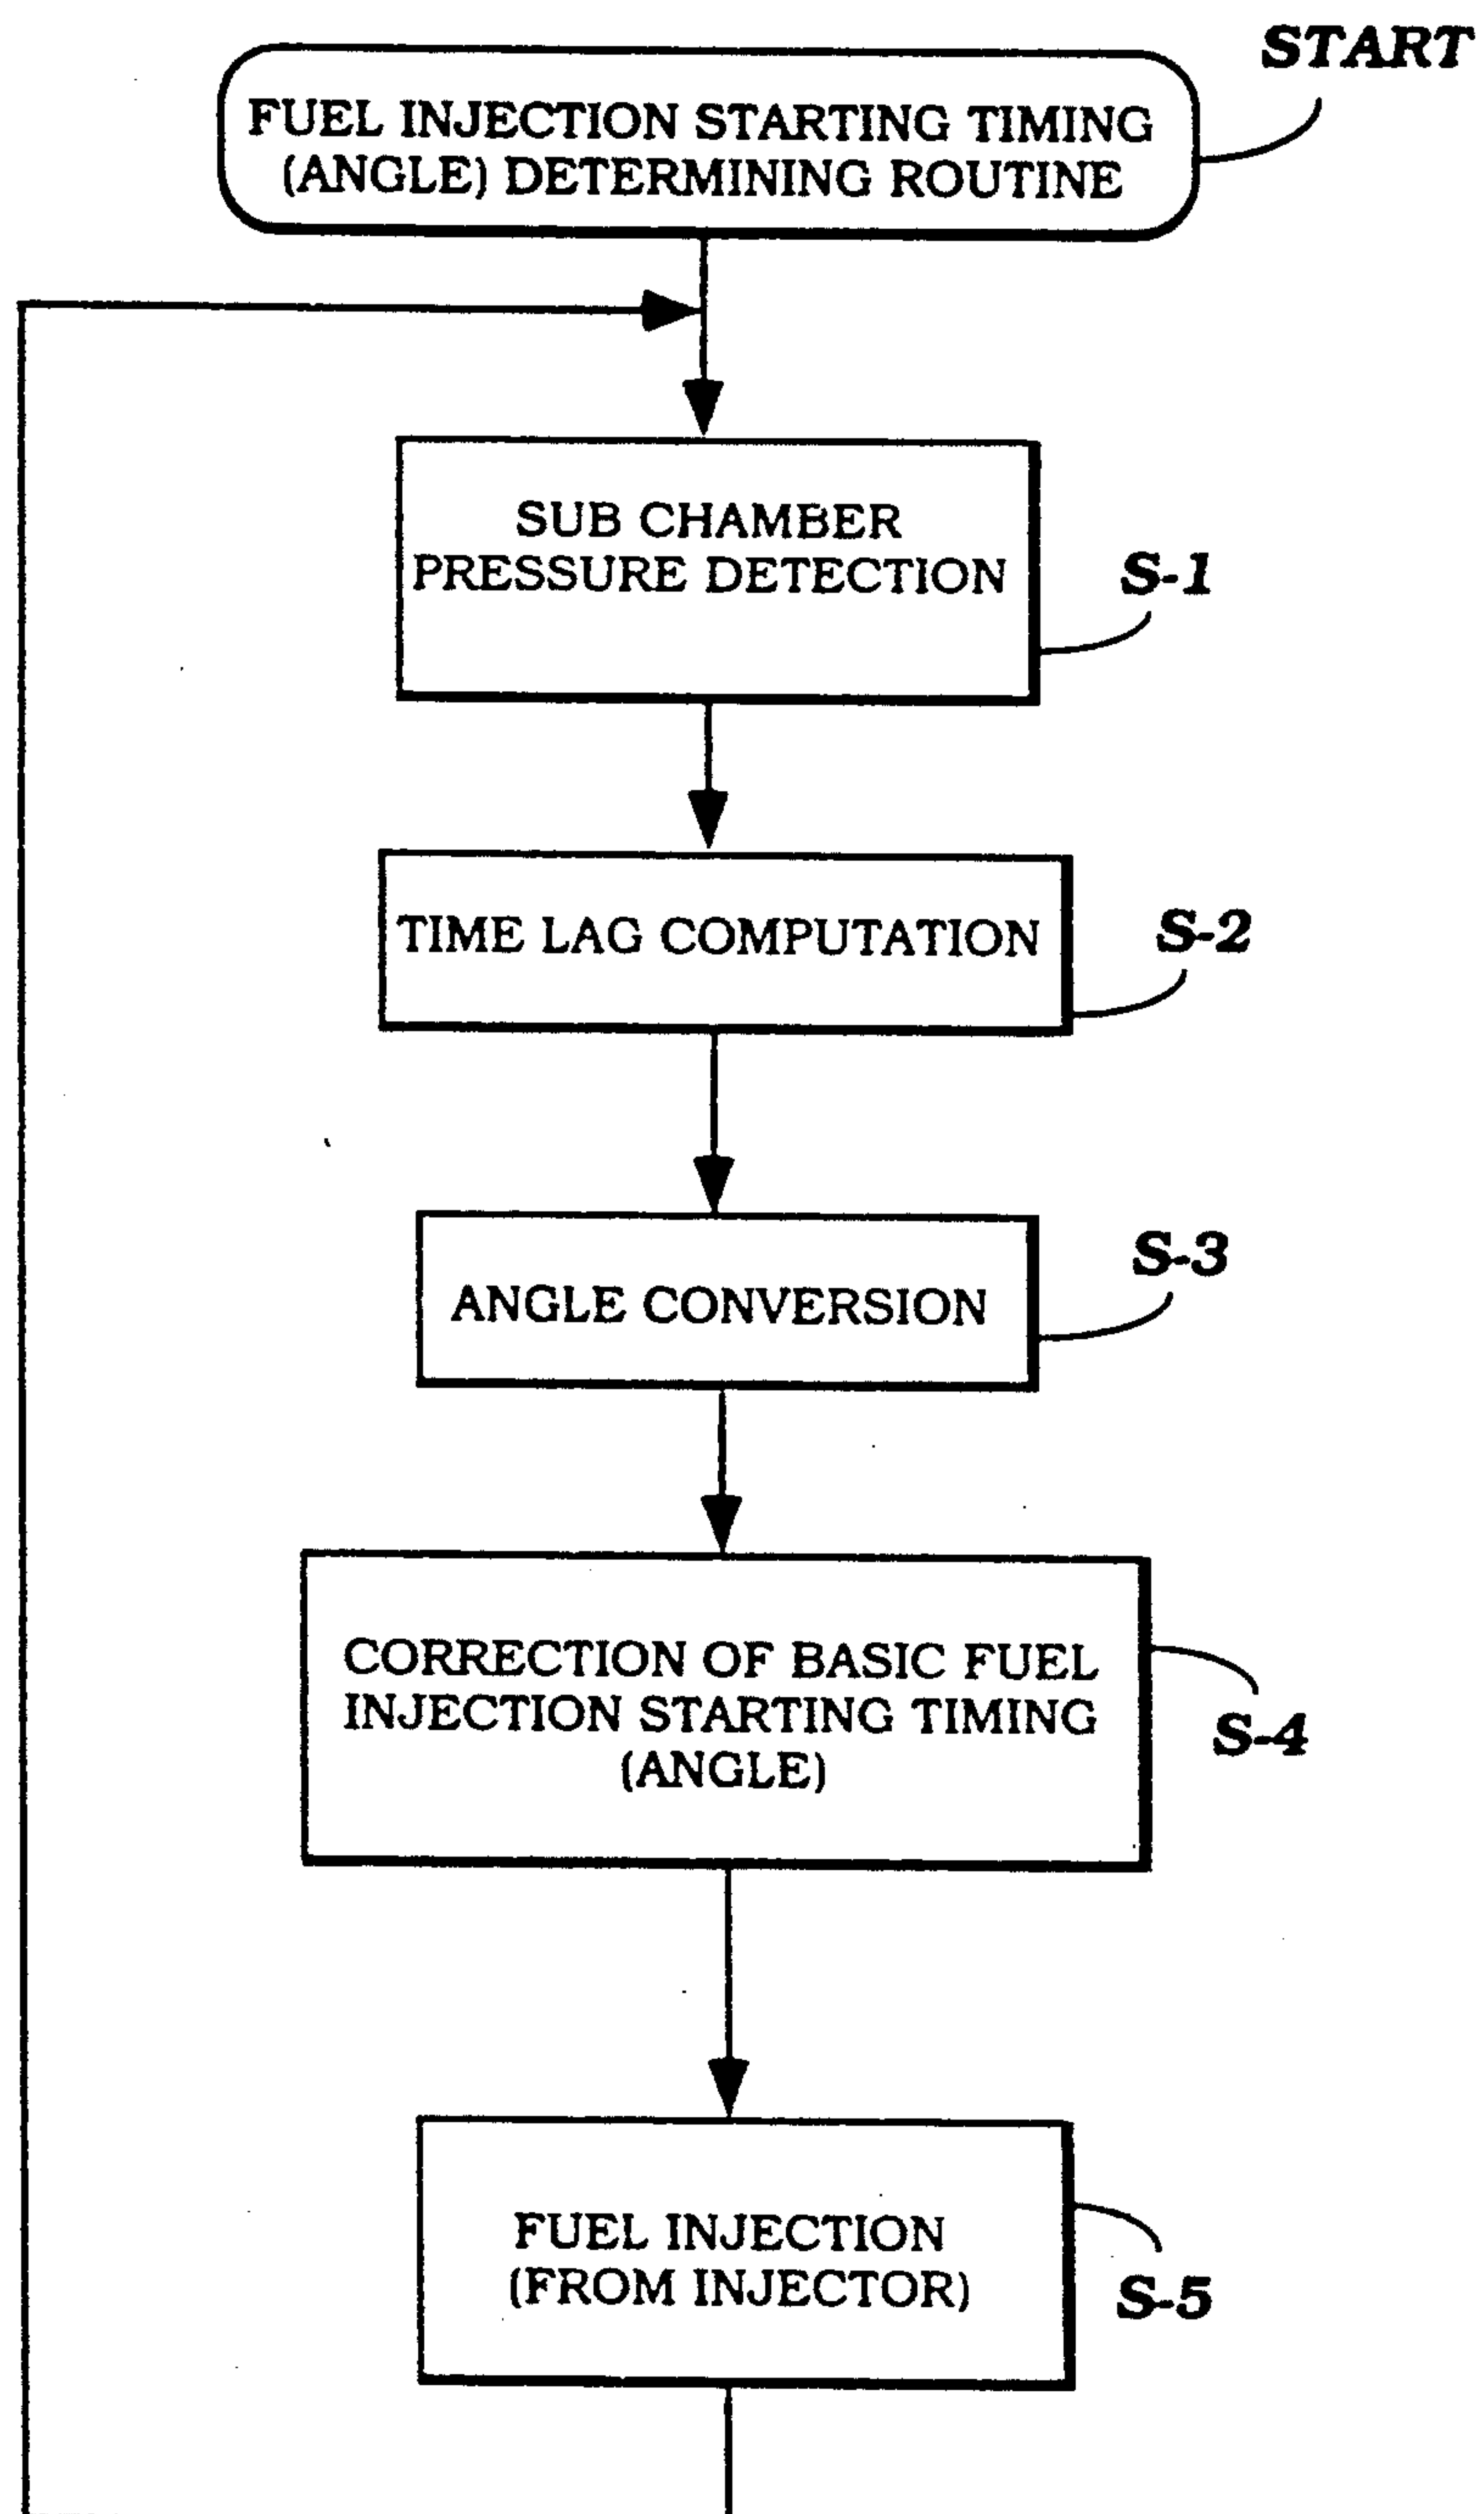 START
FUEL INJECTION STARTING TIMING
(ANGLE) DETERMINING ROUTINE
SUB CHAMBER
PRESSURE DETECTION
S-1
TIME LAG COMPUTATION
S-2
ANGLE CONVERSION
S-3
CORRECTION OF BASIC FUEL
INJECTION STARTING TIMING
(ANGLE)
S-4
FUEL INJECTION
(FROM INJECTOR)
S-5